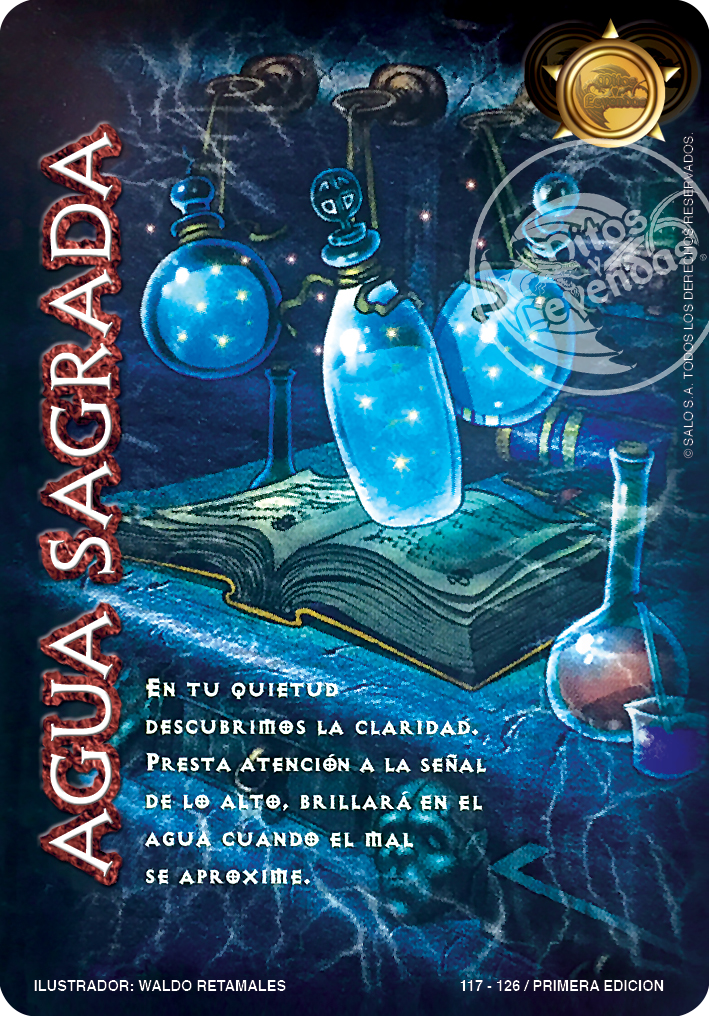 AGUA SAGRADA
Mitos
y
Leyendas
®
© SALO S.A. TODOS LOS DERECHOS RESERVADOS.
EN TU QUIETUD
DESCUBRIMOS LA CLARIDAD.
PRESTA ATENCIÓN A LA SEÑAL
DE LO ALTO, BRILLARÁ EN EL
AGUA CUANDO EL MAL
SE APROXIME.
ILUSTRADOR: WALDO RETAMALES
117 - 126 / PRIMERA EDICION